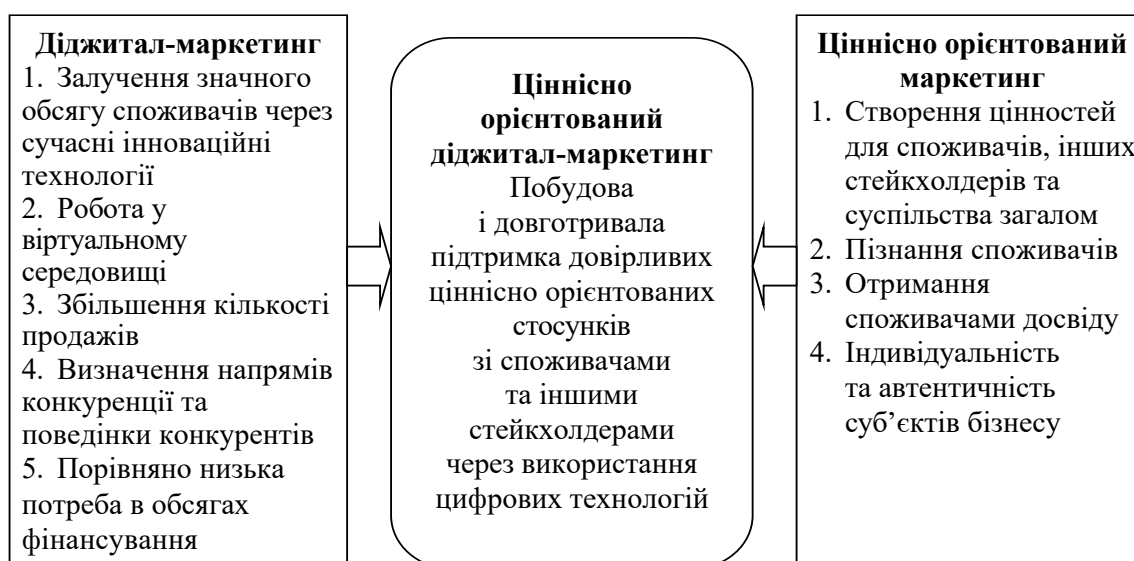 Діджитал-маркетинг
1. Залучення значного
обсягу споживачів через
сучасні інноваційні
технології
2. Робота у
віртуальному
середовищі
3. Збільшення кількості
продажів
4. Визначення напрямів
конкуренції та
поведінки конкурентів
5. Порівняно низька
потреба в обсягах
фінансування
Ціннісно
орієнтований
діджитал-маркетинг
Побудова
і довготривала
підтримка довірливих
ціннісно орієнтованих
стосунків
зі споживачами
та іншими
стейкхолдерами
через використання
цифрових технологій
Ціннісно орієнтований
маркетинг
1. Створення цінностей
для споживачів, інших
стейкхолдерів та
суспільства загалом
2. Пізнання споживачів
3. Отримання
споживачами досвіду
4. Індивідуальність
та автентичність
суб’єктів бізнесу